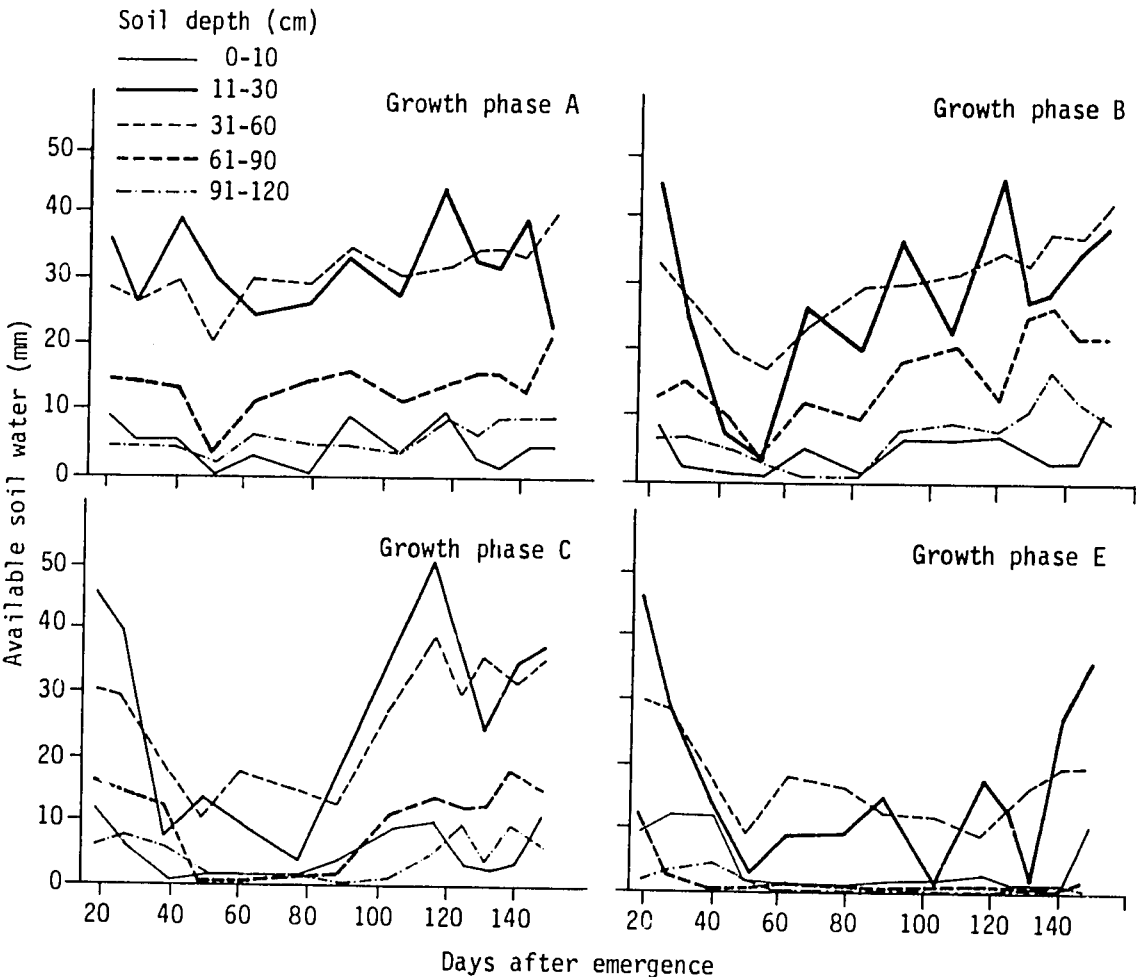 Soil depth (cm)
0-10
11-30
31-60
61-90
91-120
Growth phase A
Growth phase B
50
40
30
20
10
0
Growth phase C
Growth phase E
50
40
30
20
10
0
20 40 60 80 100 120 140
20 40 60 80 100 120 140
Available soil water (mm)
Days after emergence